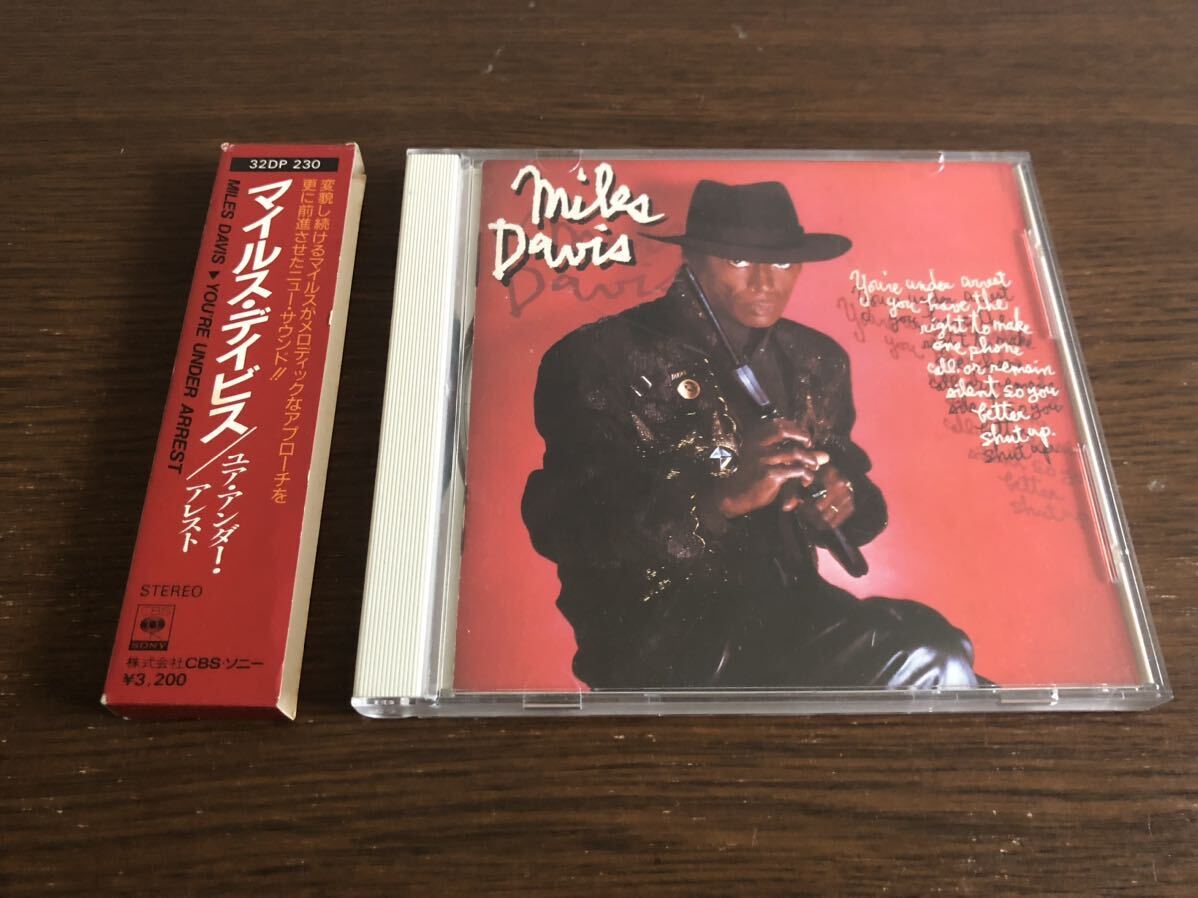 32DP 230
変貌し続けるマイルスがメロディックなアプローチを
更に前進させたニュー・サウンド!!
マイルス・デイビス/ユア・アンダー・
アレスト
MILES DAVIS ▼ YOU'RE UNDER ARREST
STEREO
CBS
SONY
株式会社CBS・ソニー
¥3,200
Miles
Davis
Davis
You're under arrest
you have the
right to make
one phone
call or remain
silent so you
better
shut up.